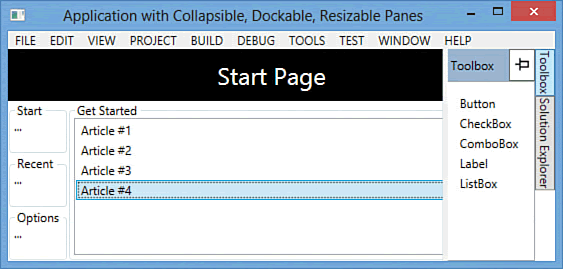 Application with Collapsible, Dockable, Resizable Panes
FILE EDIT VIEW PROJECT BUILD DEBUG TOOLS TEST WINDOW HELP
Start Page
Start
...
Recent
...
Options
...
Get Started
Article #1
Article #2
Article #3
Article #4
Toolbox
Button
CheckBox
ComboBox
Label
ListBox
Toolbox
Solution Explorer